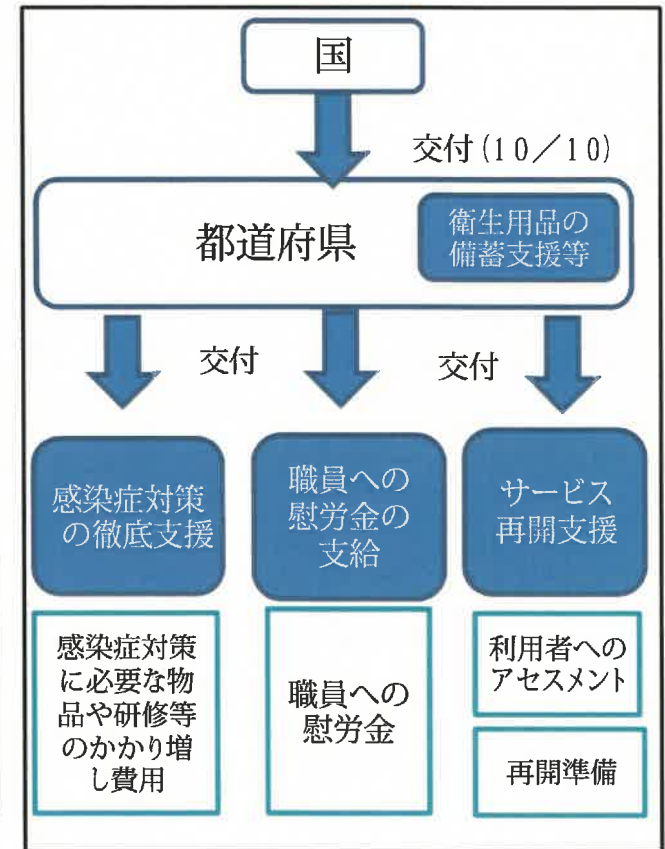 国
交付(10／10)
都道府県
衛生用品の
備蓄支援等
交付
交付
感染症対策
の徹底支援
職員への
慰労金の
支給
サービス
再開支援
感染症対策
に必要な物
品や研修等
のかかり増
し費用
職員への
慰労金
利用者への
アセスメント
再開準備